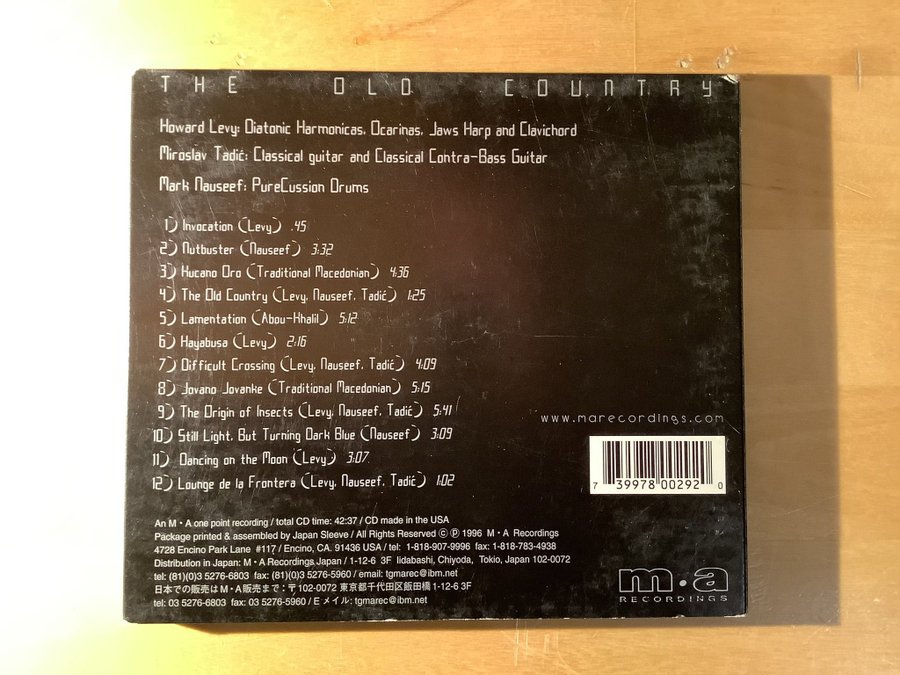 THE OLD COUNTRY
Howard Levy: Diatonic Harmonicas, Ocarinas, Jaws Harp and Clavichord
Miroslav Tadić: Classical guitar and Classical Contra-Bass Guitar
Mark Nauseef: PureCussion Drums
1) Invocation (Levy) .45
2) Nutbuster (Nauseef) 3:32
3) Kucano Oro (Traditional Macedonian) 4:36
4) The Old Country (Levy, Nauseef, Tadić) 1:25
5) Lamentation (Abou-Khalil) 5:12
6) Hayabusa (Levy) 2:16
7) Difficult Crossing (Levy, Nauseef, Tadić) 4:09
8) Jovano Jovanke (Traditional Macedonian) 5:15
9) The Origin of Insects (Levy, Nauseef, Tadić) 5:41
10) Still Light, But Turning Dark Blue (Nauseef) 3:09
11) Dancing on the Moon (Levy) 3:07
12) Lounge de la Frontera (Levy, Nauseef, Tadić) 1:02
www.marecordings.com
7 39978 00292 0
An M・A one point recording / total CD time: 42:37 / CD made in the USA
Package printed & assembled by Japan Sleeve / All Rights Reserved © ℗ 1996 M・A Recordings
4728 Encino Park Lane #117 / Encino, CA. 91436 USA / tel: 1-818-907-9996 fax: 1-818-783-4938
Distribution in Japan: M・A Recordings Japan / 1-12-6 3F Iidabashi, Chiyoda, Tokio, Japan 102-0072
tel: (81)(0)3 5276-6803 fax: (81)(0)3 5276-5960 / email: tgmarec@ibm.net
日本での販売は M・A販売まで：〒102-0072 東京都千代田区飯田橋1-12-6 3F
tel: 03 5276-6803 fax: 03 5276-5960 / E メイル: tgmarec@ibm.net
m・a
RECORDINGS